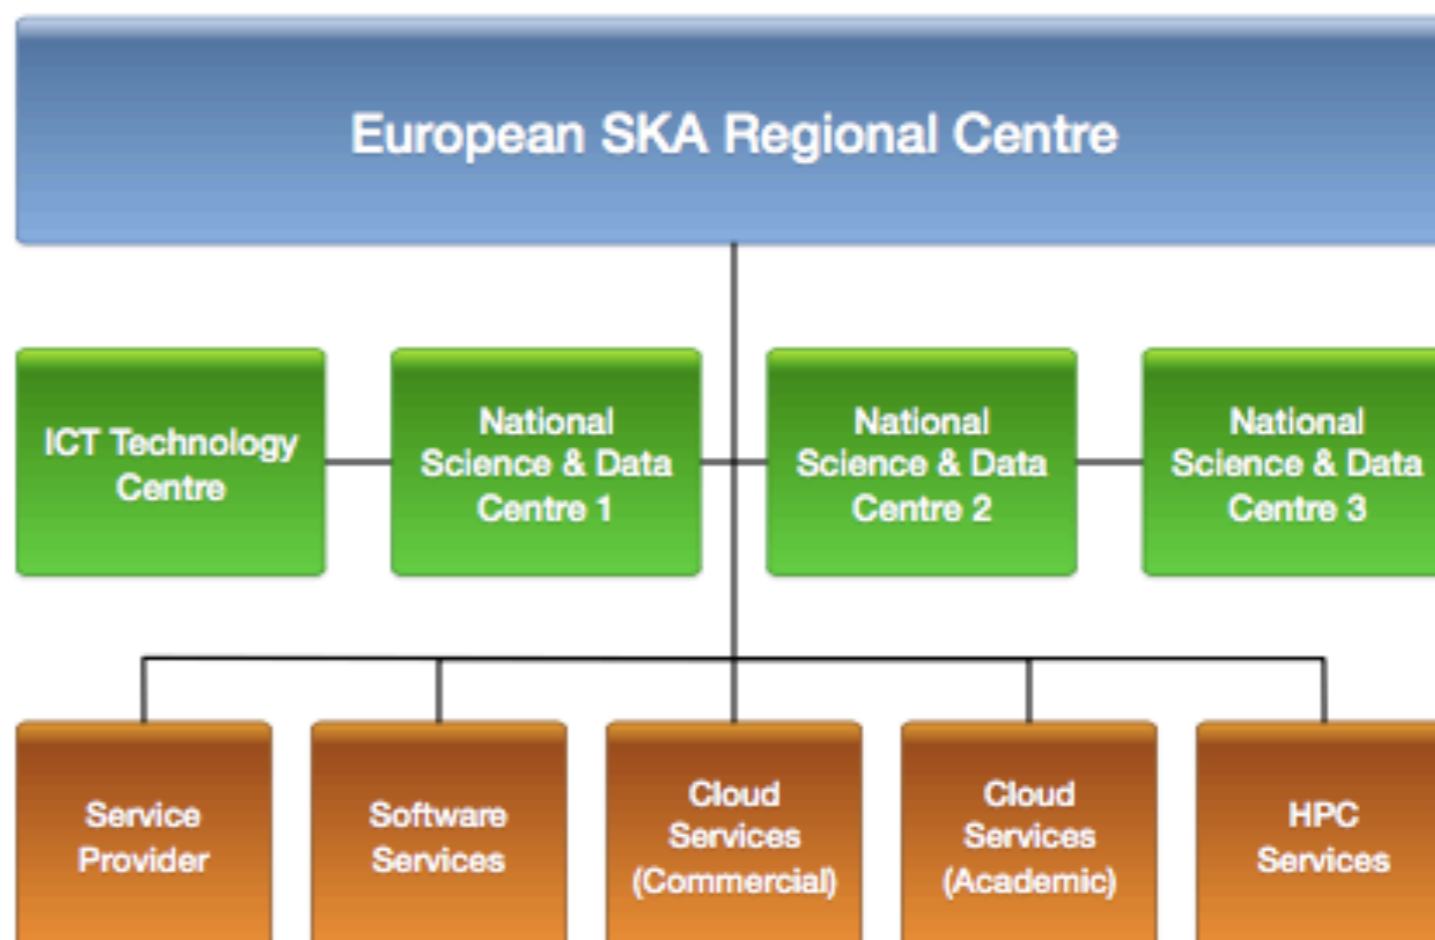 European SKA Regional Centre
ICT Technology
Centre
National
Science & Data
Centre 1
National
Science & Data
Centre 2
National
Science & Data
Centre 3
Service
Provider
Software
Services
Cloud
Services
(Commercial)
Cloud
Services
(Academic)
HPC
Services